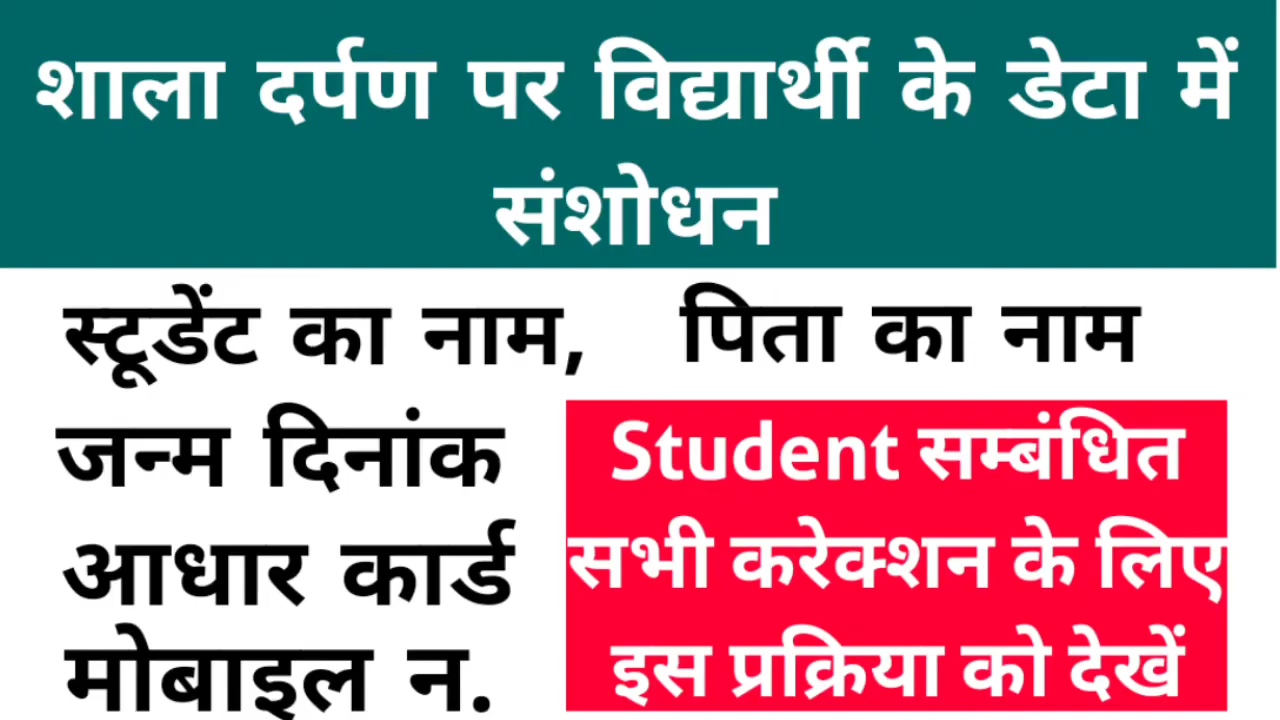 शाला दर्पण पर विद्यार्थी के डेटा में
संशोधन
स्टूडेंट का नाम, पिता का नाम
जन्म दिनांक
आधार कार्ड
मोबाइल न.
Student सम्बंधित
सभी करेक्शन के लिए
इस प्रक्रिया को देखें